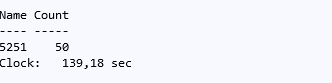 Name Count
---- -----
5251    50
Clock:   139,18 sec